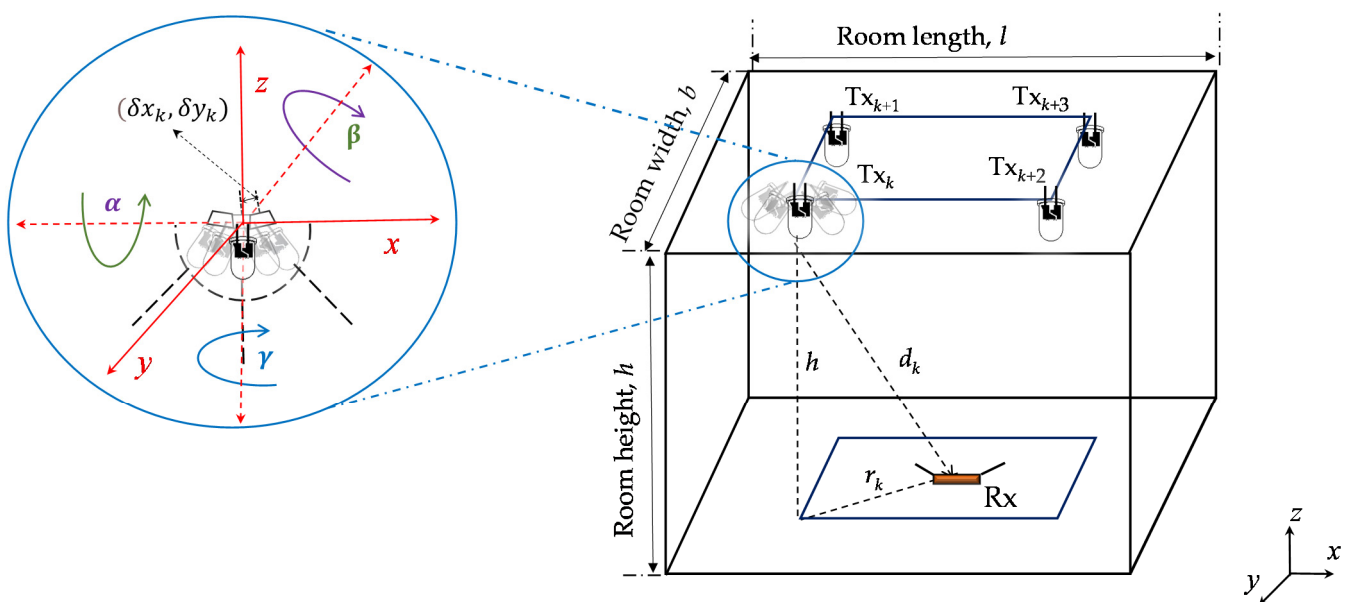 z
(δx_k, δy_k)
β
α
x
y
γ
Room length, l
Room width, b
Tx_{k+1}
Tx_{k+3}
Tx_k
Tx_{k+2}
Room height, h
h
d_k
r_k
Rx
z
x
y